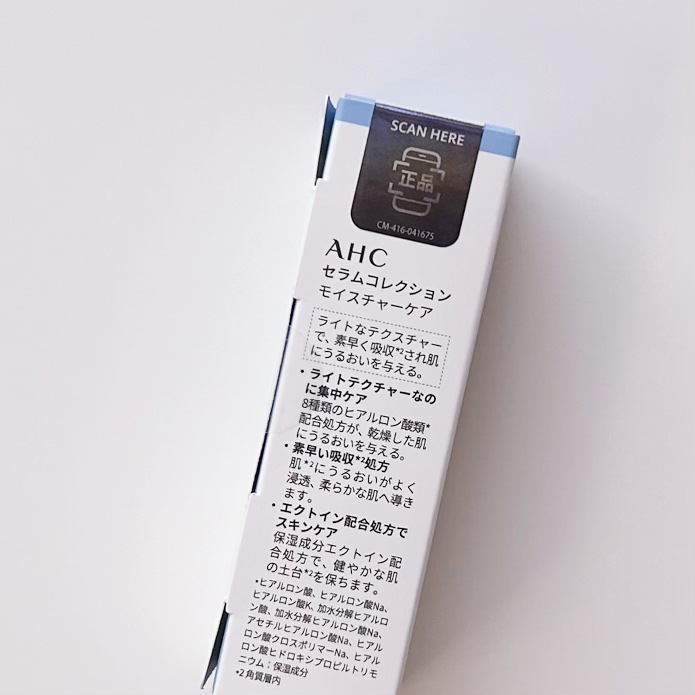 SCAN HERE
正品
CM-416-041675
AHC
セラムコレクション
モイスチャーケア
ライトなテクスチャー
で、素早く吸収*2され肌
にうるおいを与える。
・ライトテクチャーなの
に集中ケア
8種類のヒアルロン酸類*
配合処方が、乾燥した肌
にうるおいを与える。
・素早い吸収*2処方
肌*2にうるおいがよく
浸透、柔らかな肌へ導き
ます。
・エクトイン配合処方で
スキンケア
保湿成分エクトイン配
合処方で、健やかな肌
の土台*2を保ちます。
*ヒアルロン酸、ヒアルロン酸Na、
ヒアルロン酸K、加水分解ヒアルロ
ン酸、加水分解ヒアルロン酸Na、
アセチルヒアルロン酸Na、ヒアル
ロン酸クロスポリマーNa、ヒアル
ロン酸ヒドロキシプロピルトリモ
ニウム：保湿成分
*2 角質層内